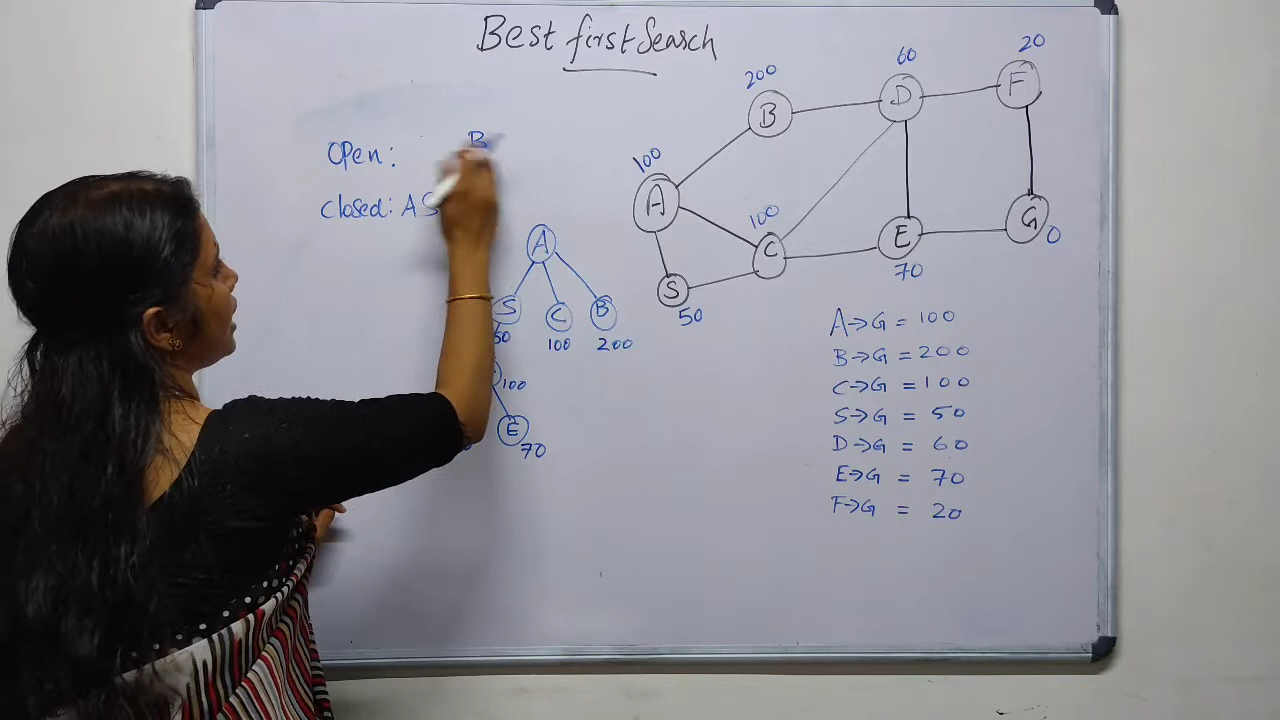 Best first Search
Open: B
Closed: A S
A
S C B
50 100 200
100
E
70
200
B
60
D
20
F
100
A
100
C
E
70
G
0
S
50
A→G = 100
B→G = 200
C→G = 100
S→G = 50
D→G = 60
E→G = 70
F→G = 20